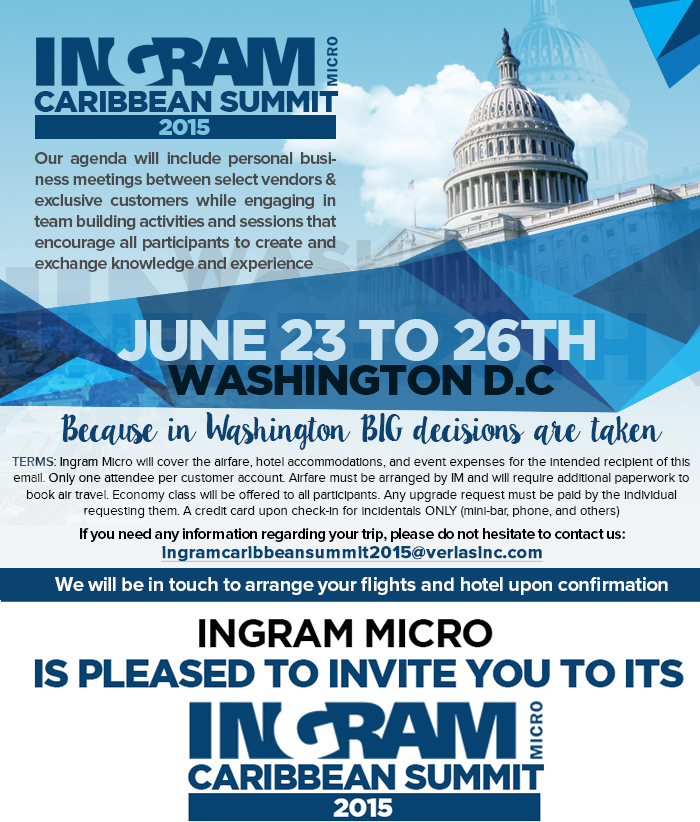 INGRAM MICRO
CARIBBEAN SUMMIT
2015
Our agenda will include personal busi-
ness meetings between select vendors &
exclusive customers while engaging in
team building activities and sessions that
encourage all participants to create and
exchange knowledge and experience
JUNE 23 TO 26TH
WASHINGTON D.C
Because in Washington BIG decisions are taken
TERMS: Ingram Micro will cover the airfare, hotel accommodations, and event expenses for the intended recipient of this
email. Only one attendee per customer account. Airfare must be arranged by IM and will require additional paperwork to
book air travel. Economy class will be offered to all participants. Any upgrade request must be paid by the individual
requesting them. A credit card upon check-in for incidentals ONLY (mini-bar, phone, and others)
If you need any information regarding your trip, please do not hesitate to contact us:
ingramcaribbeansummit2015@verlasinc.com
We will be in touch to arrange your flights and hotel upon confirmation
INGRAM MICRO
IS PLEASED TO INVITE YOU TO ITS
INGRAM MICRO
CARIBBEAN SUMMIT
2015